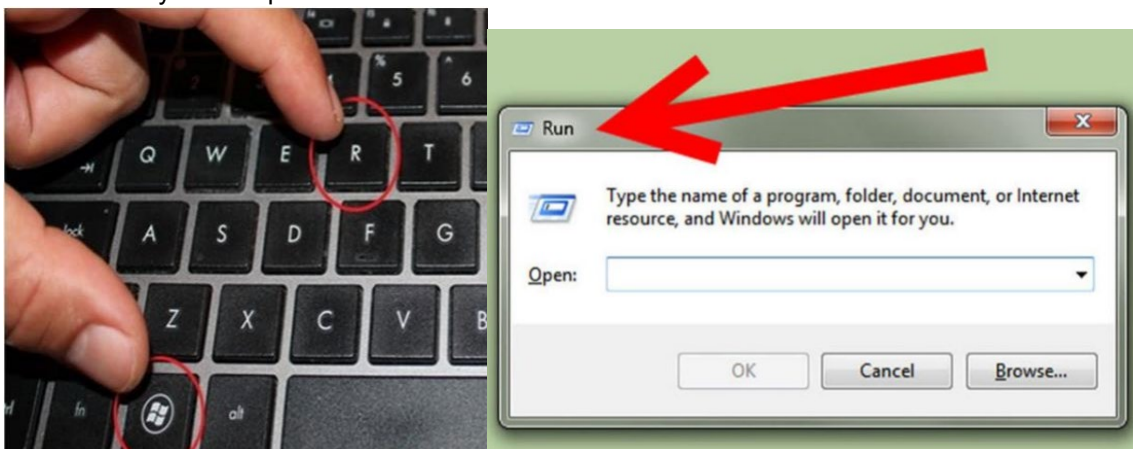 % 5
^ 6
Q W E R T
lock A S D F G
Z X C V B
fn alt
Run
X
Type the name of a program, folder, document, or Internet
resource, and Windows will open it for you.
Open:
OK Cancel Browse...